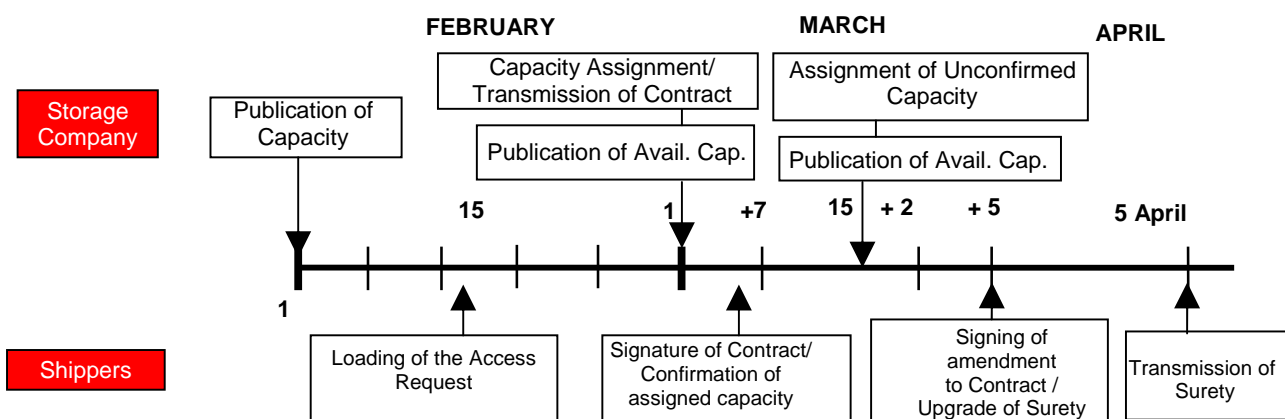 FEBRUARY
MARCH
APRIL
Storage
Company
Publication of
Capacity
Capacity Assignment/
Transmission of Contract
Publication of Avail. Cap.
Assignment of Unconfirmed
Capacity
Publication of Avail. Cap.
15
1
+7
15
+ 2
+ 5
5 April
1
Shippers
Loading of the Access
Request
Signature of Contract/
Confirmation of
assigned capacity
Signing of
amendment
to Contract /
Upgrade of Surety
Transmission of
Surety